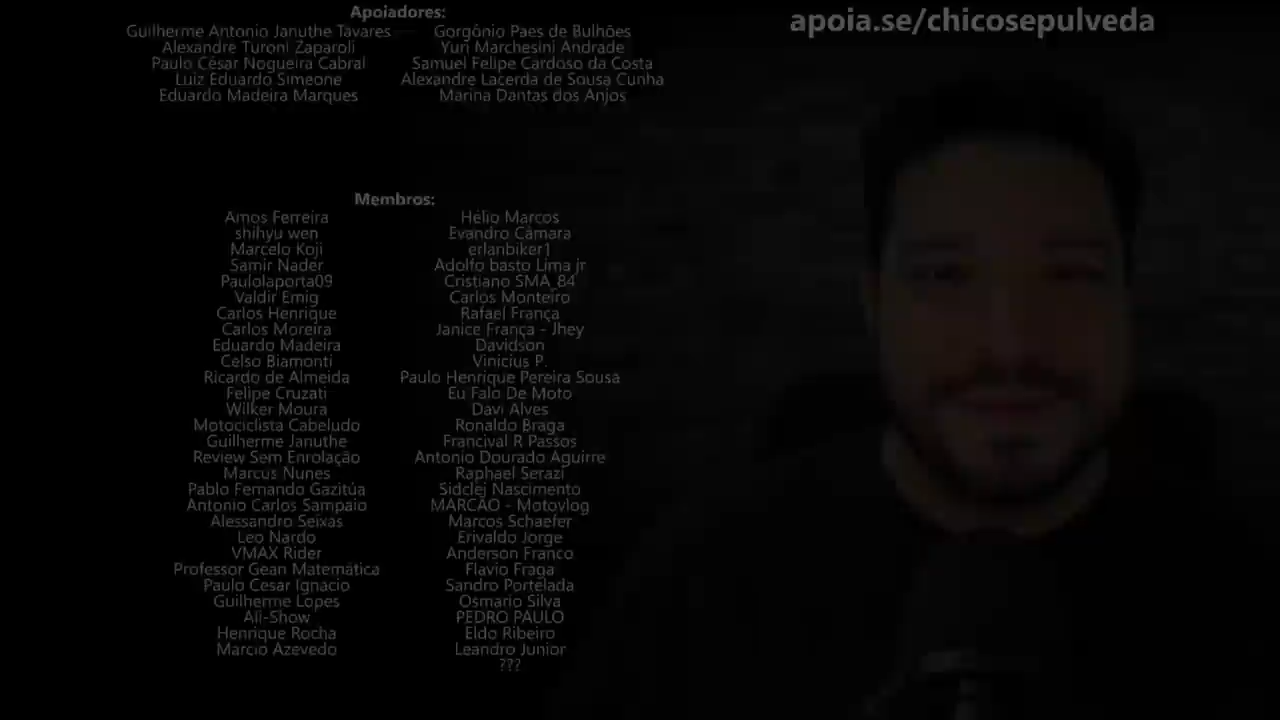 Apoiadores:
Guilherme Antonio Januthe Tavares
Alexandre Turoni Zaparoli
Paulo César Nogueira Cabral
Luiz Eduardo Simeone
Eduardo Madeira Marques
Gorgônio Paes de Bulhões
Yuri Marchesini Andrade
Samuel Felipe Cardoso da Costa
Alexandre Lacerda de Sousa Cunha
Marina Dantas dos Anjos
apoia.se/chicosepulveda
Membros:
Amos Ferreira
shihyu wen
Marcelo Koji
Samir Nader
Paulolaporta09
Valdir Emig
Carlos Henrique
Carlos Moreira
Eduardo Madeira
Celso Biamonti
Ricardo de Almeida
Felipe Cruzati
Wilker Moura
Motociclista Cabeludo
Guilherme Januthe
Review Sem Enrolação
Marcus Nunes
Pablo Fernando Gazitúa
Antonio Carlos Sampaio
Alessandro Seixas
Leo Nardo
VMAX Rider
Professor Gean Matemática
Paulo Cesar Ignacio
Guilherme Lopes
Ali-Show
Henrique Rocha
Marcio Azevedo
Hélio Marcos
Evandro Câmara
erlanbiker1
Adolfo basto Lima jr
Cristiano SMA_84
Carlos Monteiro
Rafael França
Janice França - Jhey
Davidson
Vinicius P.
Paulo Henrique Pereira Sousa
Eu Falo De Moto
Davi Alves
Ronaldo Braga
Francival R Passos
Antonio Dourado Aguirre
Raphael Serazi
Sidclej Nascimento
MARCÃO - Motovlog
Marcos Schaefer
Erivaldo Jorge
Anderson Franco
Flavio Fraga
Sandro Portelada
Osmario Silva
PEDRO PAULO
Eldo Ribeiro
Leandro Junior
???